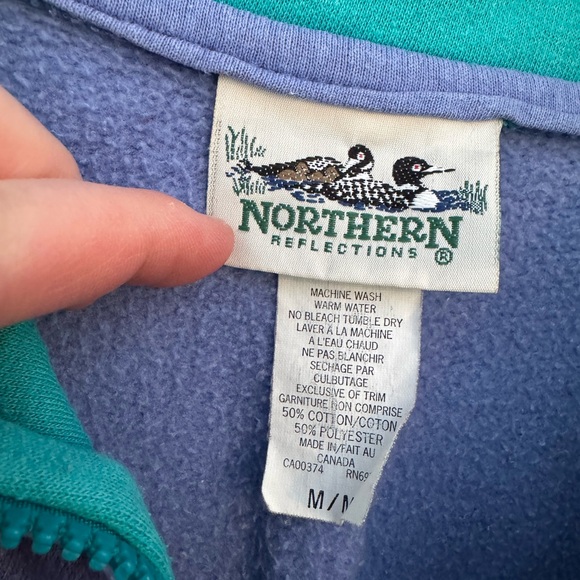 NORTHERN
REFLECTIONS ®
MACHINE WASH
WARM WATER
NO BLEACH TUMBLE DRY
LAVER À LA MACHINE
A L'EAU CHAUD
NE PAS BLANCHIR
SECHAGE PAR
CULBUTAGE
EXCLUSIVE OF TRIM
GARNITURE NON COMPRISE
50% COTTON/COTON
50% POLYESTER
MADE IN/FAIT AU
CANADA
CA00374 RN69
M/